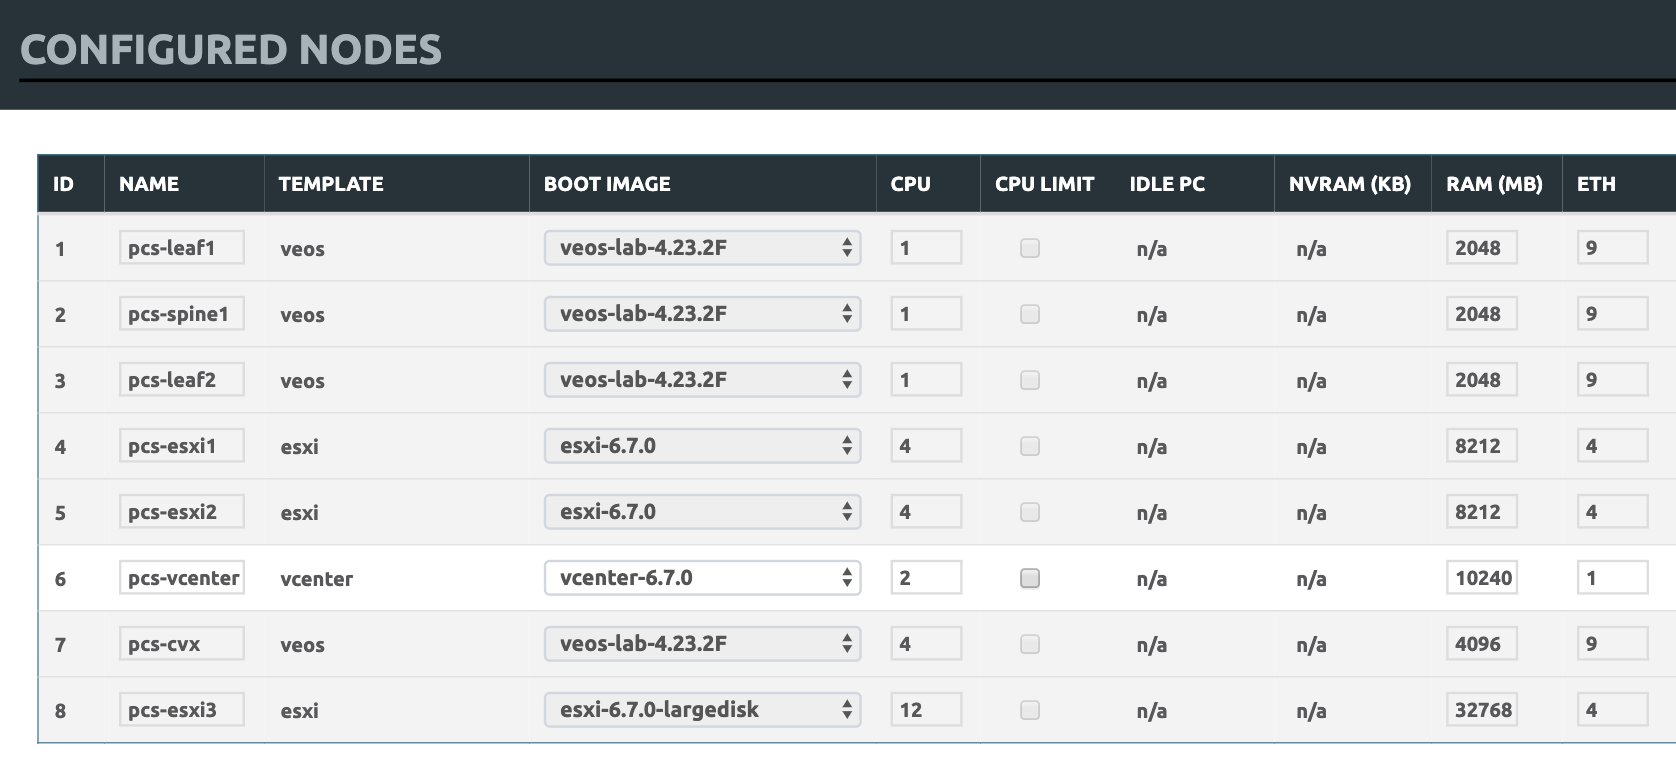 CONFIGURED NODES
ID NAME TEMPLATE BOOT IMAGE CPU CPU LIMIT IDLE PC NVRAM (KB) RAM (MB) ETH
1 pcs-leaf1 veos veos-lab-4.23.2F 1 n/a n/a 2048 9
2 pcs-spine1 veos veos-lab-4.23.2F 1 n/a n/a 2048 9
3 pcs-leaf2 veos veos-lab-4.23.2F 1 n/a n/a 2048 9
4 pcs-esxi1 esxi esxi-6.7.0 4 n/a n/a 8212 4
5 pcs-esxi2 esxi esxi-6.7.0 4 n/a n/a 8212 4
6 pcs-vcenter vcenter vcenter-6.7.0 2 n/a n/a 10240 1
7 pcs-cvx veos veos-lab-4.23.2F 4 n/a n/a 4096 9
8 pcs-esxi3 esxi esxi-6.7.0-largedisk 12 n/a n/a 32768 4